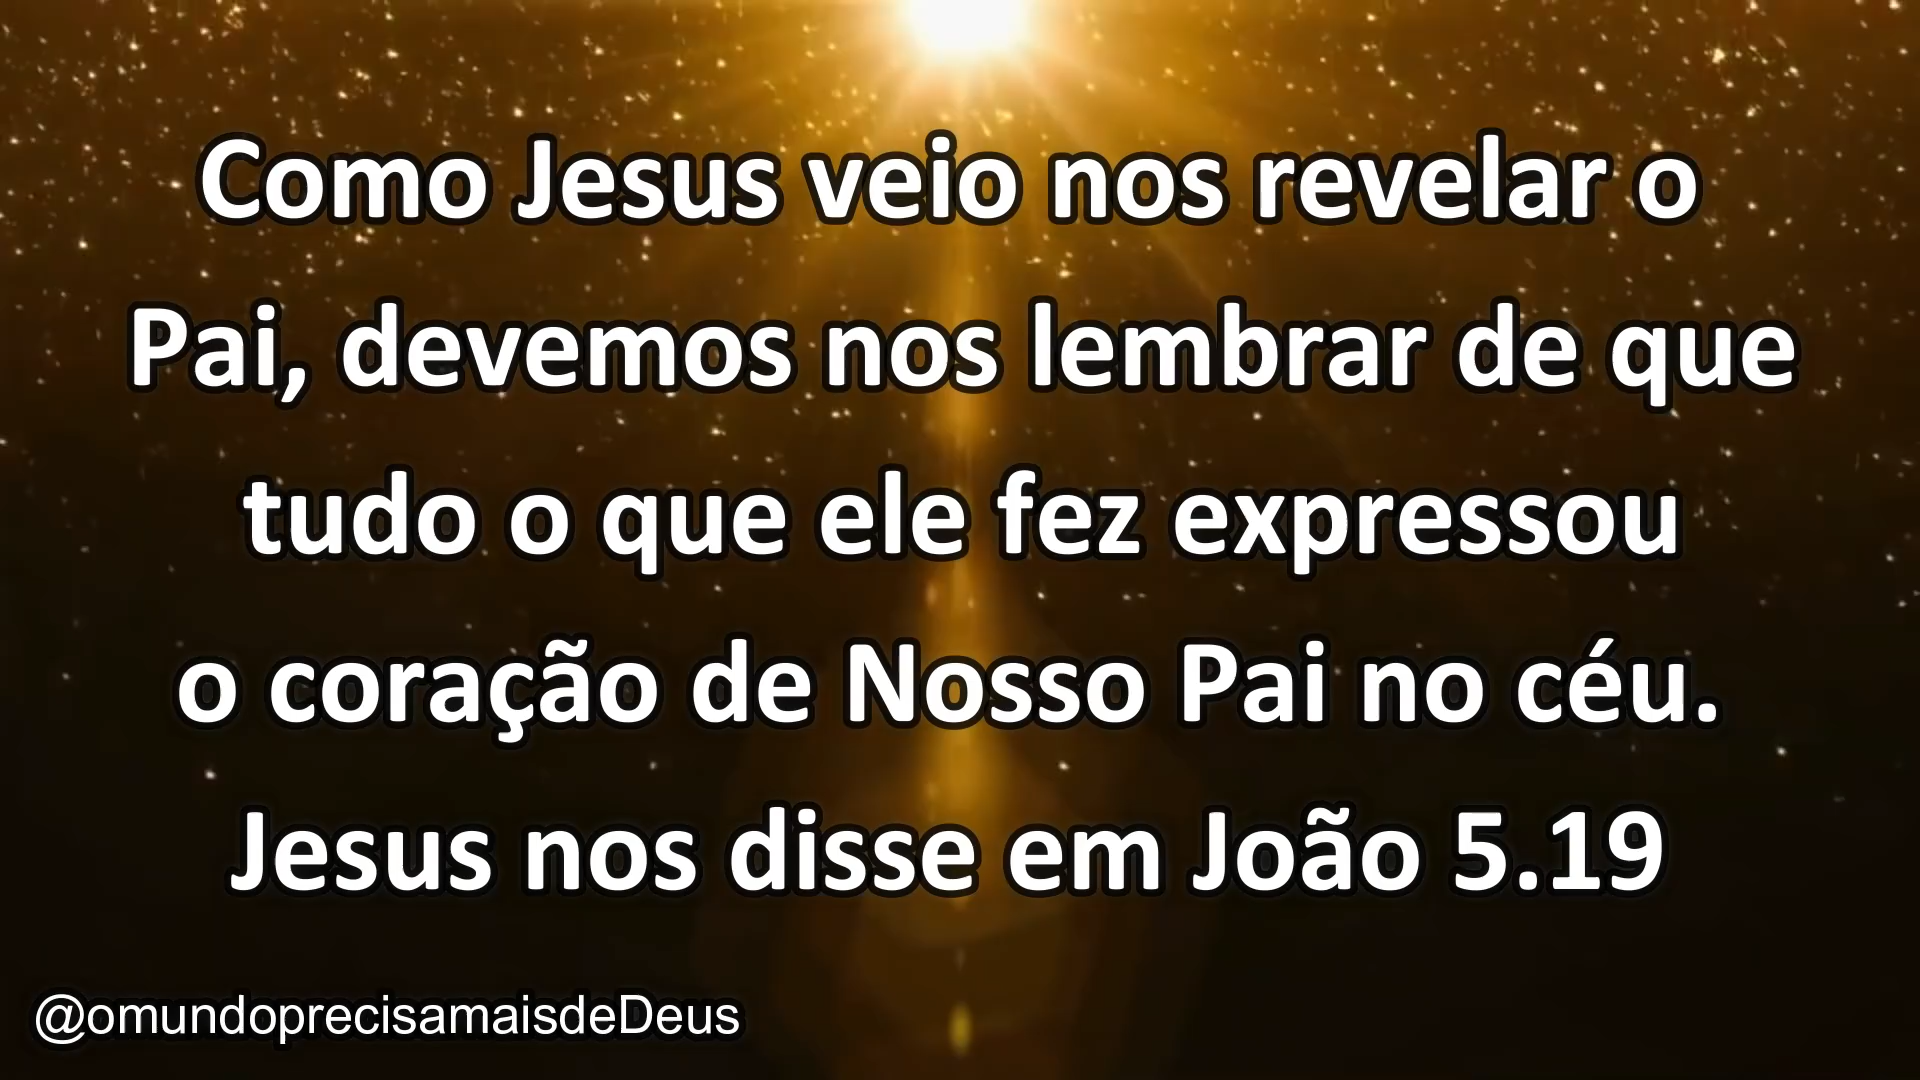 Como Jesus veio nos revelar o
Pai, devemos nos lembrar de que
tudo o que ele fez expressou
o coração de Nosso Pai no céu.
Jesus nos disse em João 5.19
@omundoprecisamaisdeDeus